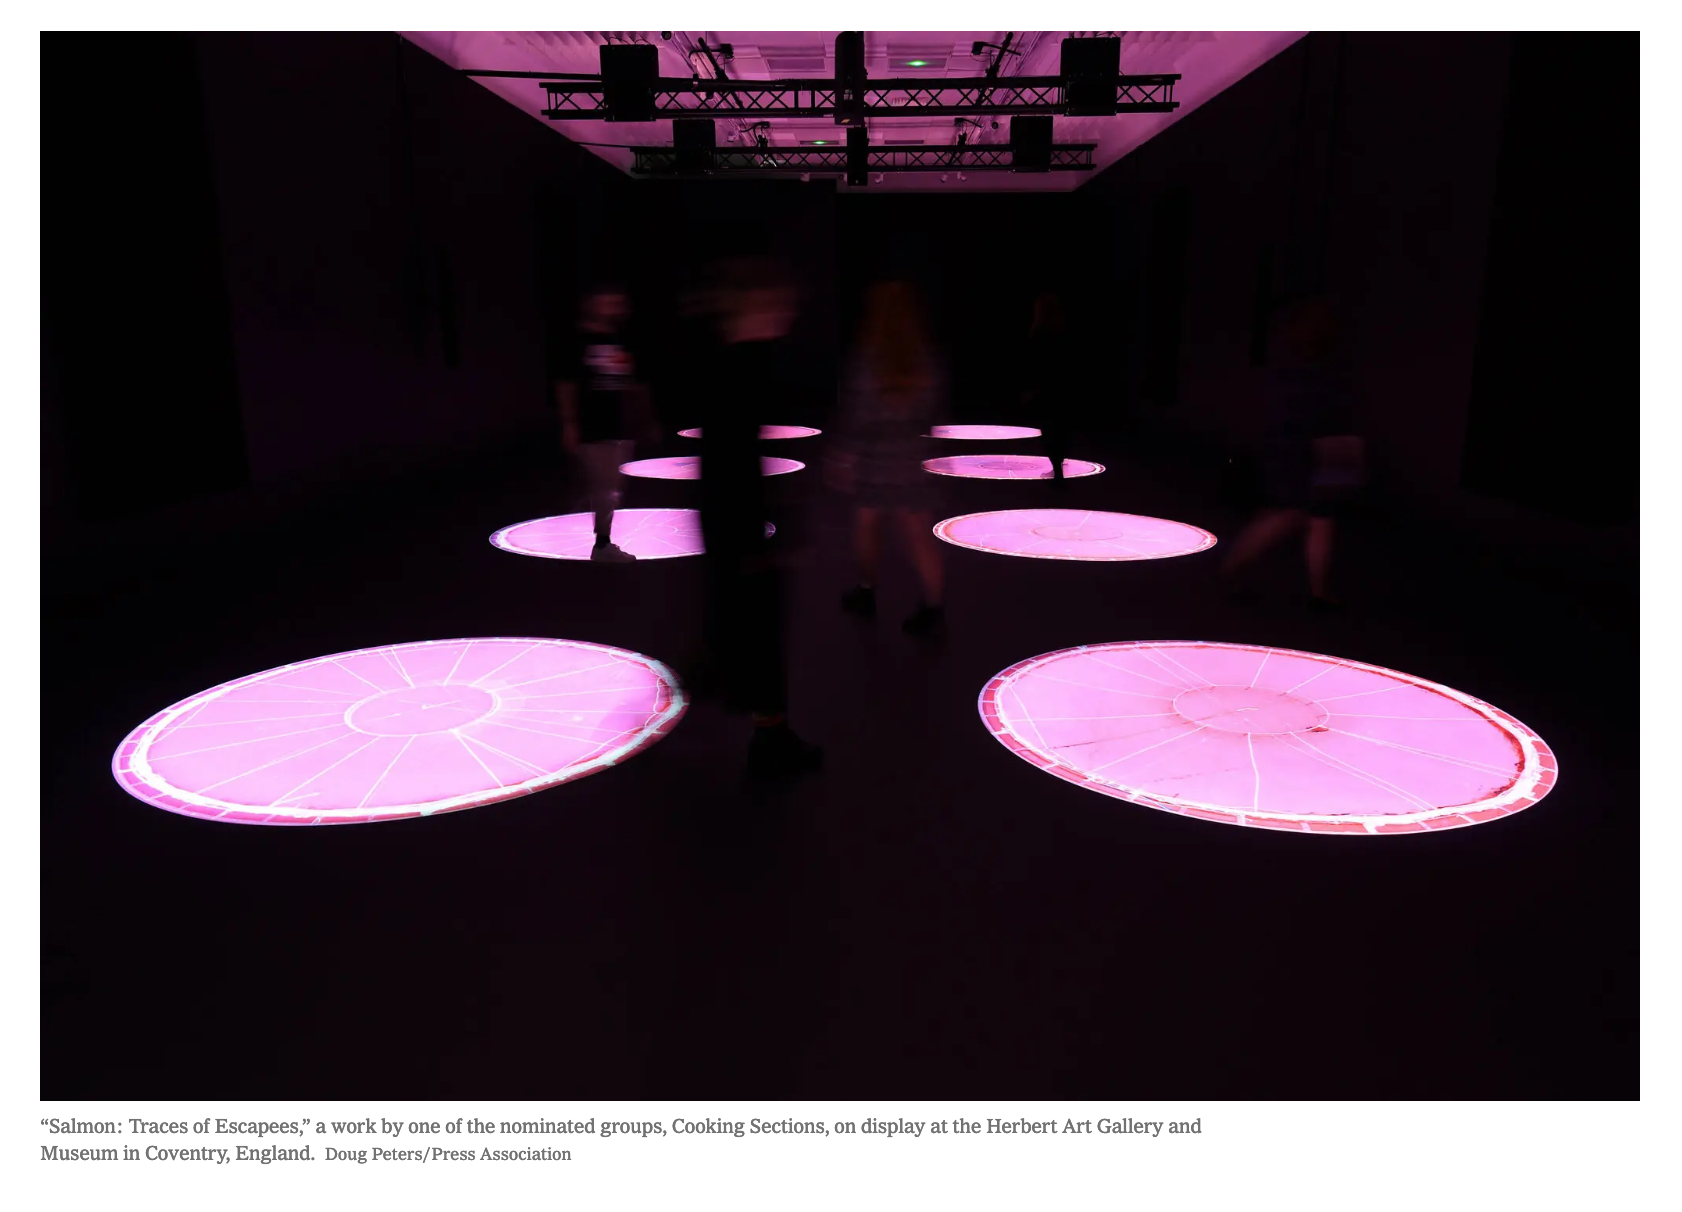 “Salmon: Traces of Escapees,” a work by one of the nominated groups, Cooking Sections, on display at the Herbert Art Gallery and
Museum in Coventry, England.  Doug Peters/Press Association